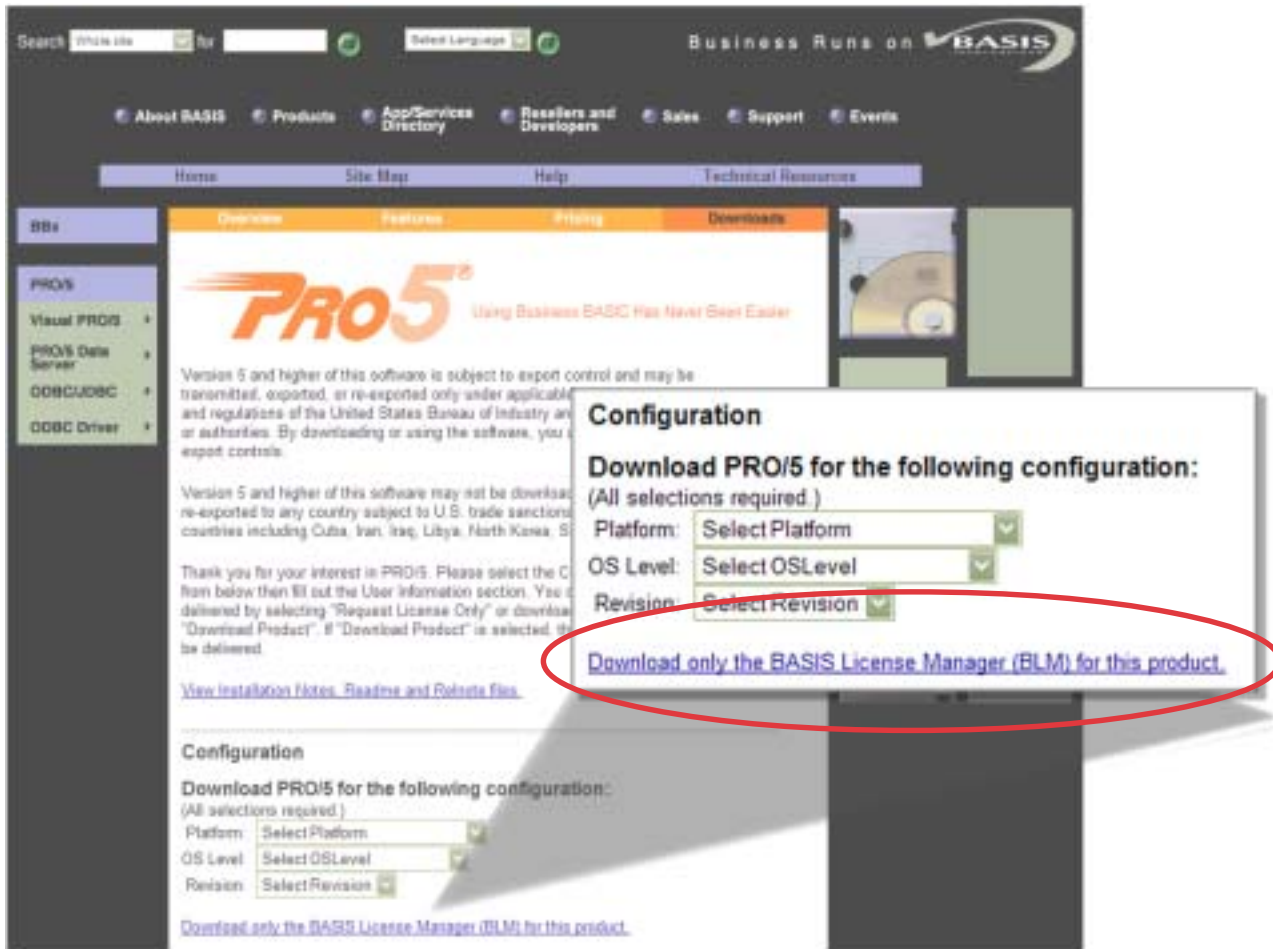 Search Whole site for Select Language
Business Runs on BASIS
About BASIS Products App/Services Directory Resellers and Developers Sales Support Events
Home Site Map Help Technical Resources
BBx
PRO/5
Visual PRO/5
PRO/5 Data Server
ODBC/JDBC
ODBC Driver
Overview Features Pricing Downloads
PRO5® Using Business BASIC Has Never Been Easier
Version 5 and higher of this software is subject to export control and may be
transmitted, exported, or re-exported only under applicable
and regulations of the United States Bureau of Industry an
or authorities. By downloading or using the software, you
export controls.
Version 5 and higher of this software may not be downloa
re-exported to any country subject to U.S. trade sanctions
countries including Cuba, Iran, Iraq, Libya, North Korea, S
Thank you for your interest in PRO/5. Please select the C
from below then fill out the User Information section. You
delivered by selecting "Request License Only" or downloa
"Download Product". If "Download Product" is selected, th
be delivered.
View Installation Notes, Readme and Relnote files.
Configuration
Download PRO/5 for the following configuration:
(All selections required.)
Platform: Select Platform
OS Level: Select OSLevel
Revision: Select Revision
Download only the BASIS License Manager (BLM) for this product.
Configuration
Download PRO/5 for the following configuration:
(All selections required.)
Platform: Select Platform
OS Level: Select OSLevel
Revision: Select Revision
Download only the BASIS License Manager (BLM) for this product.